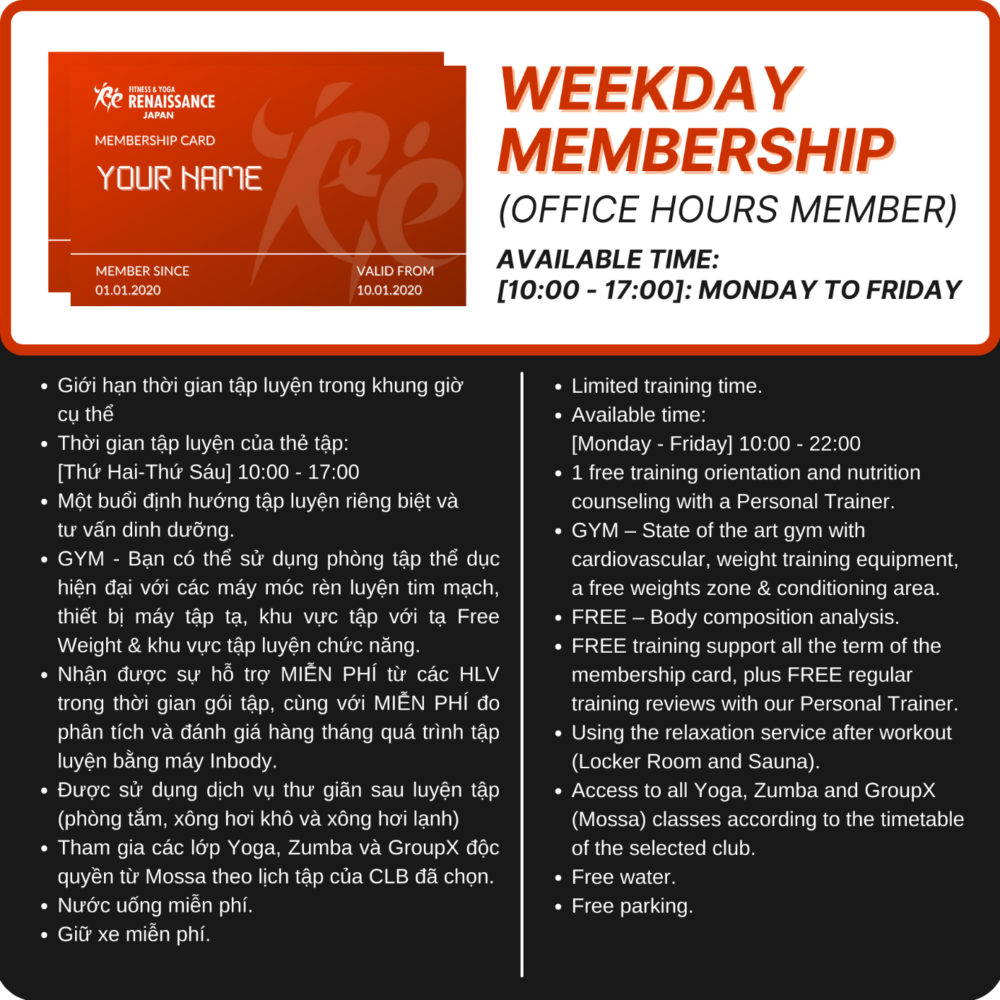 FITNESS & YOGA
RENAISSANCE
JAPAN
MEMBERSHIP CARD
YOUR NAME
MEMBER SINCE
01.01.2020
VALID FROM
10.01.2020
WEEKDAY
MEMBERSHIP
(OFFICE HOURS MEMBER)
AVAILABLE TIME:
[10:00 - 17:00]: MONDAY TO FRIDAY
• Giới hạn thời gian tập luyện trong khung giờ
cụ thể
• Thời gian tập luyện của thẻ tập:
[Thứ Hai-Thứ Sáu] 10:00 - 17:00
• Một buổi định hướng tập luyện riêng biệt và
tư vấn dinh dưỡng.
• GYM - Bạn có thể sử dụng phòng tập thể dục
hiện đại với các máy móc rèn luyện tim mạch,
thiết bị máy tập tạ, khu vực tập với tạ Free
Weight & khu vực tập luyện chức năng.
• Nhận được sự hỗ trợ MIỄN PHÍ từ các HLV
trong thời gian gói tập, cùng với MIỄN PHÍ đo
phân tích và đánh giá hàng tháng quá trình tập
luyện bằng máy Inbody.
• Được sử dụng dịch vụ thư giãn sau luyện tập
(phòng tắm, xông hơi khô và xông hơi lạnh)
• Tham gia các lớp Yoga, Zumba và GroupX độc
quyền từ Mossa theo lịch tập của CLB đã chọn.
• Nước uống miễn phí.
• Giữ xe miễn phí.
• Limited training time.
• Available time:
[Monday - Friday] 10:00 - 22:00
• 1 free training orientation and nutrition
counseling with a Personal Trainer.
• GYM – State of the art gym with
cardiovascular, weight training equipment,
a free weights zone & conditioning area.
• FREE – Body composition analysis.
• FREE training support all the term of the
membership card, plus FREE regular
training reviews with our Personal Trainer.
• Using the relaxation service after workout
(Locker Room and Sauna).
• Access to all Yoga, Zumba and GroupX
(Mossa) classes according to the timetable
of the selected club.
• Free water.
• Free parking.